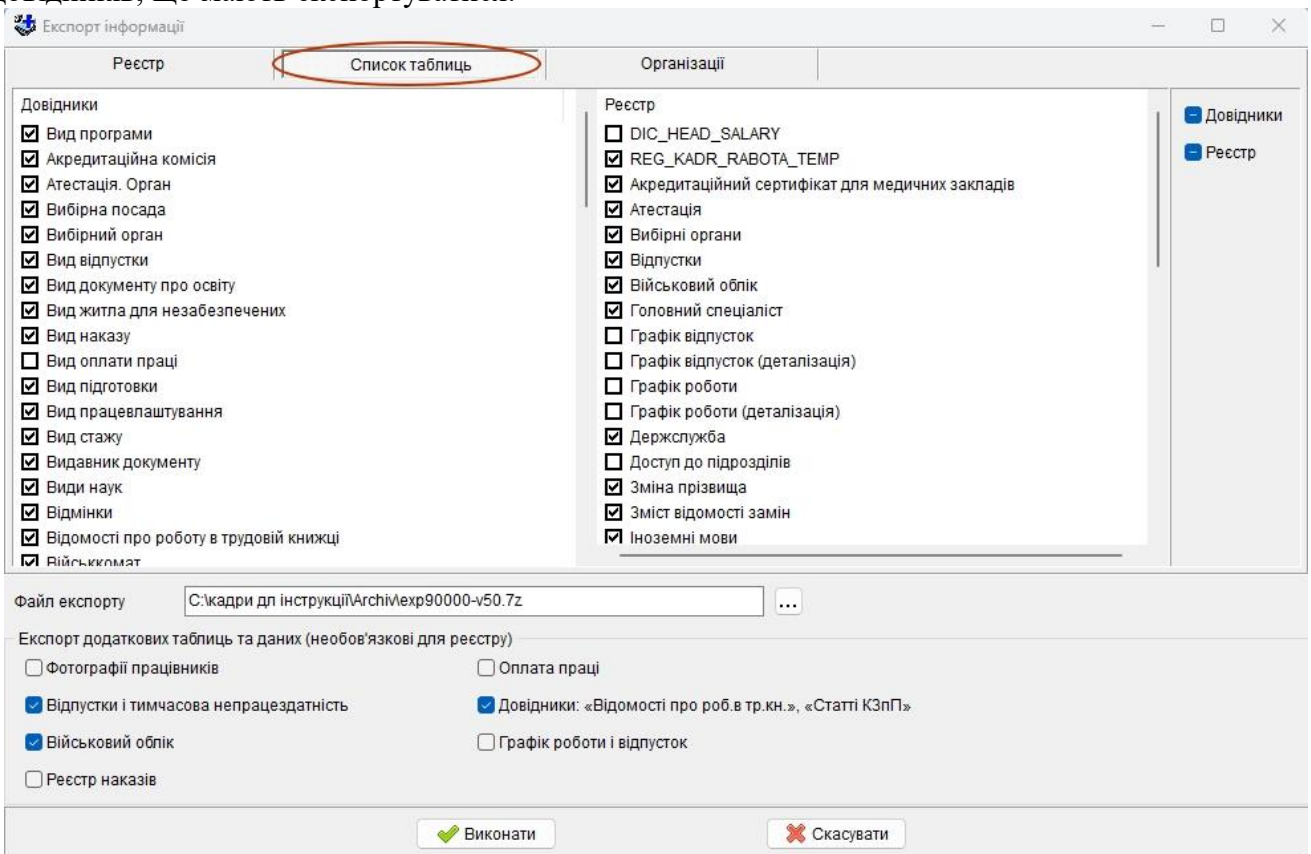 Експорт інформації
Реєстр
Список таблиць
Організації
Довідники
Вид програми
Акредитаційна комісія
Атестація. Орган
Вибірна посада
Вибірний орган
Вид відпустки
Вид документу про освіту
Вид житла для незабезпечених
Вид наказу
Вид оплати праці
Вид підготовки
Вид працевлаштування
Вид стажу
Видавник документу
Види наук
Відмінки
Відомості про роботу в трудовій книжці
Військкомат
Реєстр
DIC_HEAD_SALARY
REG_KADR_RABOTA_TEMP
Акредитаційний сертифікат для медичних закладів
Атестація
Вибірні органи
Відпустки
Військовий облік
Головний спеціаліст
Графік відпусток
Графік відпусток (деталізація)
Графік роботи
Графік роботи (деталізація)
Держслужба
Доступ до підрозділів
Зміна прізвища
Зміст відомості замін
Іноземні мови
Довідники
Реєстр
Файл експорту
C:\кадри дп інструкції\Archiv\exp90000-v50.7z
...
Експорт додаткових таблиць та даних (необов'язкові для реєстру)
Фотографії працівників
Оплата праці
Відпустки і тимчасова непрацездатність
Довідники: «Відомості про роб.в тр.кн.», «Статті КЗпП»
Військовий облік
Графік роботи і відпусток
Реєстр наказів
Виконати
Скасувати